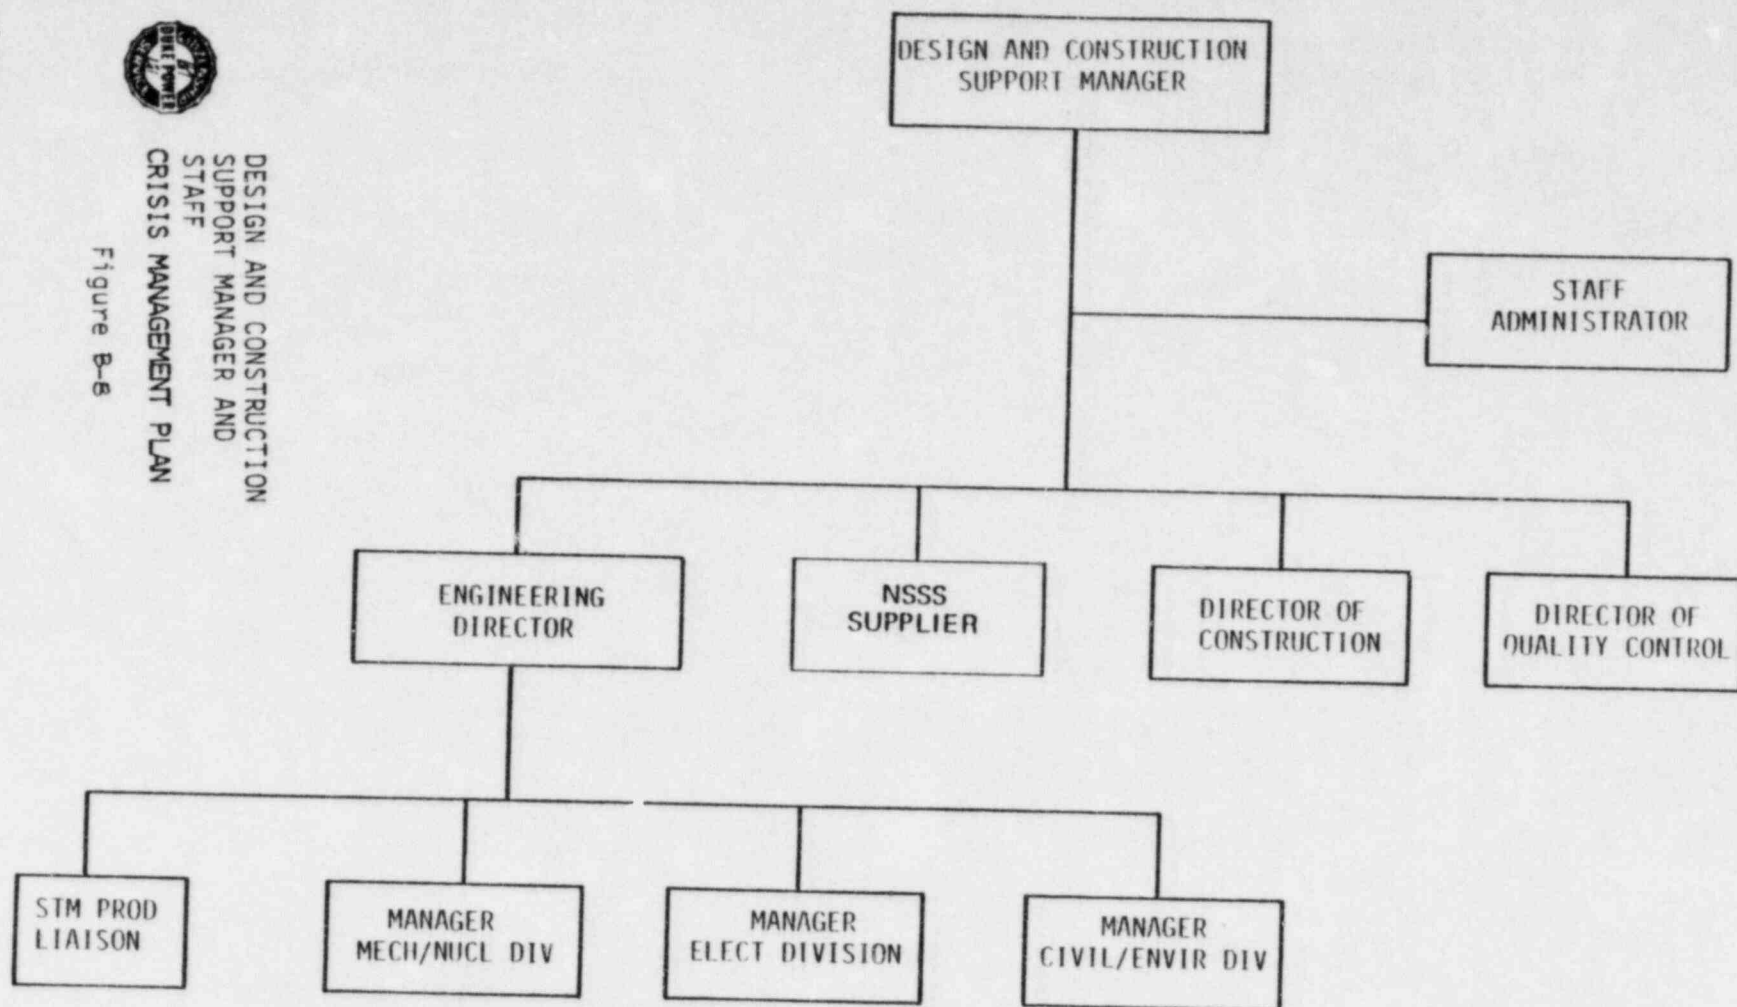 DESIGN AND CONSTRUCTION
SUPPORT MANAGER
STAFF
ADMINISTRATOR
ENGINEERING
DIRECTOR
NSSS
SUPPLIER
DIRECTOR OF
CONSTRUCTION
DIRECTOR OF
QUALITY CONTROL
STM PROD
LIAISON
MANAGER
MECH/NUCL DIV
MANAGER
ELECT DIVISION
MANAGER
CIVIL/ENVIR DIV
DUKE POWER
DESIGN AND CONSTRUCTION
SUPPORT MANAGER AND
STAFF
CRISIS MANAGEMENT PLAN
Figure B-8